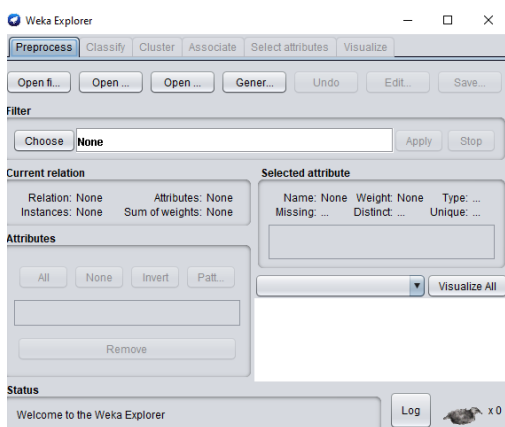 Weka Explorer
Preprocess Classify Cluster Associate Select attributes Visualize
Open fi... Open ... Open ... Gener... Undo Edit... Save...
Filter
Choose None Apply Stop
Current relation
Relation: None Attributes: None
Instances: None Sum of weights: None
Selected attribute
Name: None Weight: None Type: ...
Missing: ... Distinct: ... Unique: ...
Attributes
All None Invert Patt...
Remove
Visualize All
Status
Welcome to the Weka Explorer
Log x 0